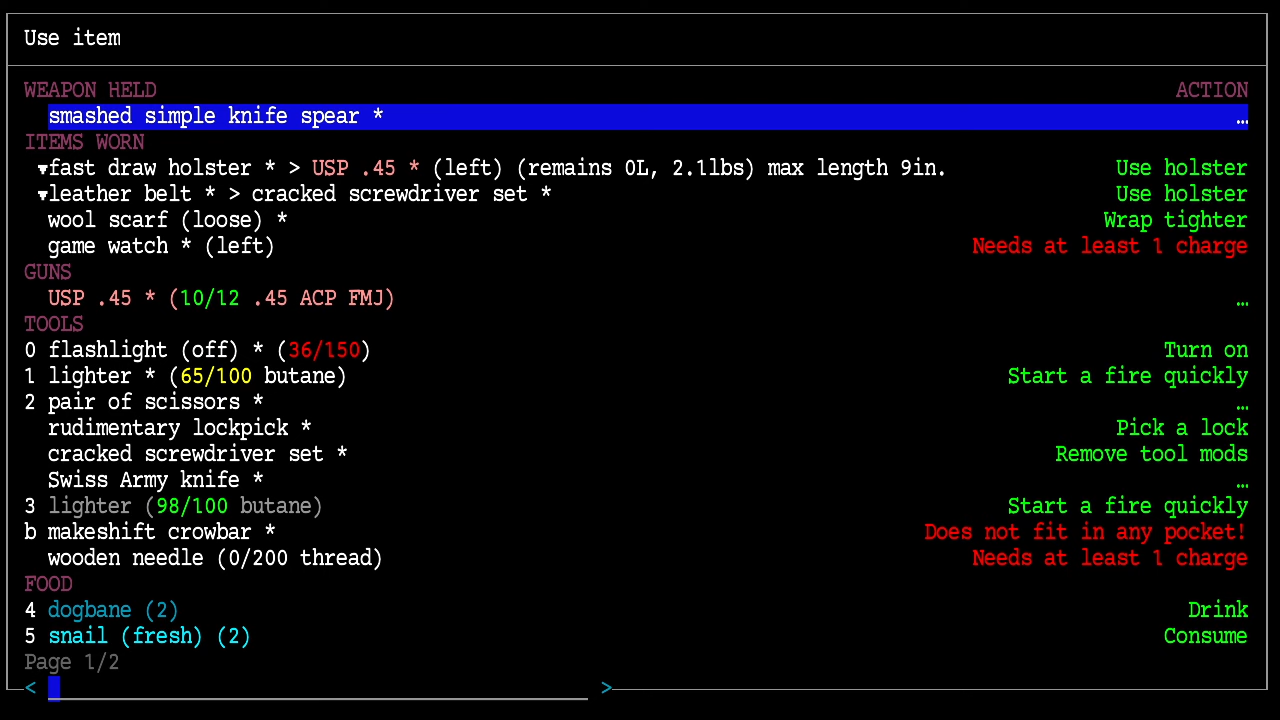 Use item
WEAPON HELD ACTION
smashed simple knife spear * …
ITEMS WORN
▾fast draw holster * > USP .45 * (left) (remains 0L, 2.1lbs) max length 9in. Use holster
▾leather belt * > cracked screwdriver set * Use holster
wool scarf (loose) * Wrap tighter
game watch * (left) Needs at least 1 charge
GUNS
USP .45 * (10/12 .45 ACP FMJ) …
TOOLS
0 flashlight (off) * (36/150) Turn on
1 lighter * (65/100 butane) Start a fire quickly
2 pair of scissors * …
rudimentary lockpick * Pick a lock
cracked screwdriver set * Remove tool mods
Swiss Army knife * …
3 lighter (98/100 butane) Start a fire quickly
b makeshift crowbar * Does not fit in any pocket!
wooden needle (0/200 thread) Needs at least 1 charge
FOOD
4 dogbane (2) Drink
5 snail (fresh) (2) Consume
Page 1/2
< >